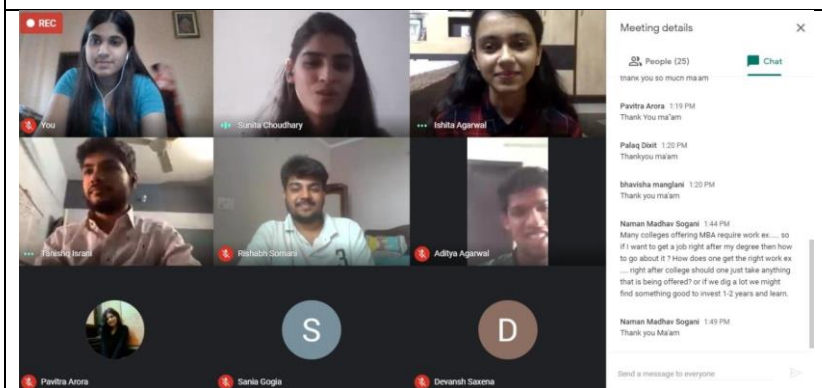 REC
You
Sunita Choudhary
Ishita Agarwal
Tanishq Israni
Rishabh Somani
Aditya Agarwal
S
D
Pavitra Arora
Sania Gogia
Devansh Saxena
Meeting details
People (25)
Chat
thank you so much ma am
Pavitra Arora 1:19 PM
Thank You ma"am
Palaq Dixit 1:20 PM
Thankyou ma'am
bhavisha manglani 1:20 PM
Thank you ma'am
Naman Madhav Sogani 1:44 PM
Many colleges offering MBA require work ex..... so
if I want to get a job right after my degree then how
to go about it ? How does one get the right work ex
.... right after college should one just take anything
that is being offered? or if we dig a lot we might
find something good to invest 1-2 years and learn.
Naman Madhav Sogani 1:49 PM
Thank you Ma'am
Send a message to everyone